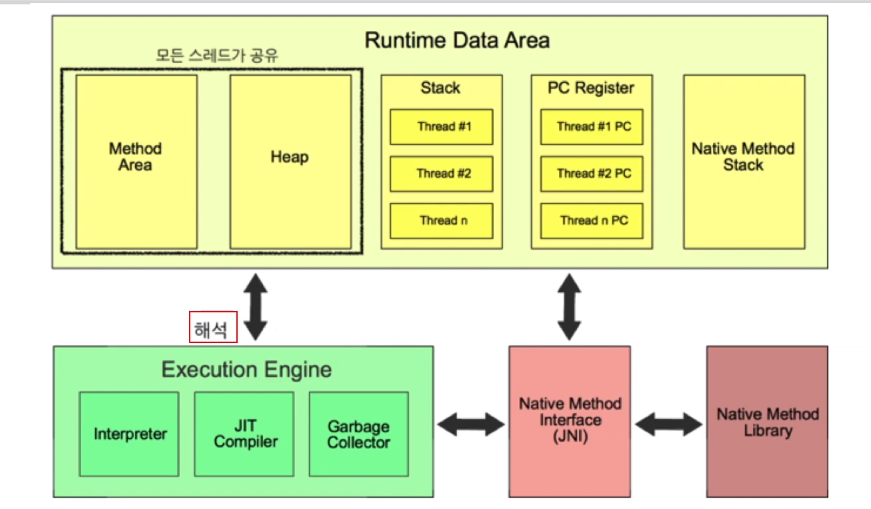 Runtime Data Area
모든 스레드가 공유
Method
Area
Heap
Stack
Thread #1
Thread #2
Thread n
PC Register
Thread #1 PC
Thread #2 PC
Thread n PC
Native Method
Stack
해석
Execution Engine
Interpreter
JIT
Compiler
Garbage
Collector
Native Method
Interface
(JNI)
Native Method
Library